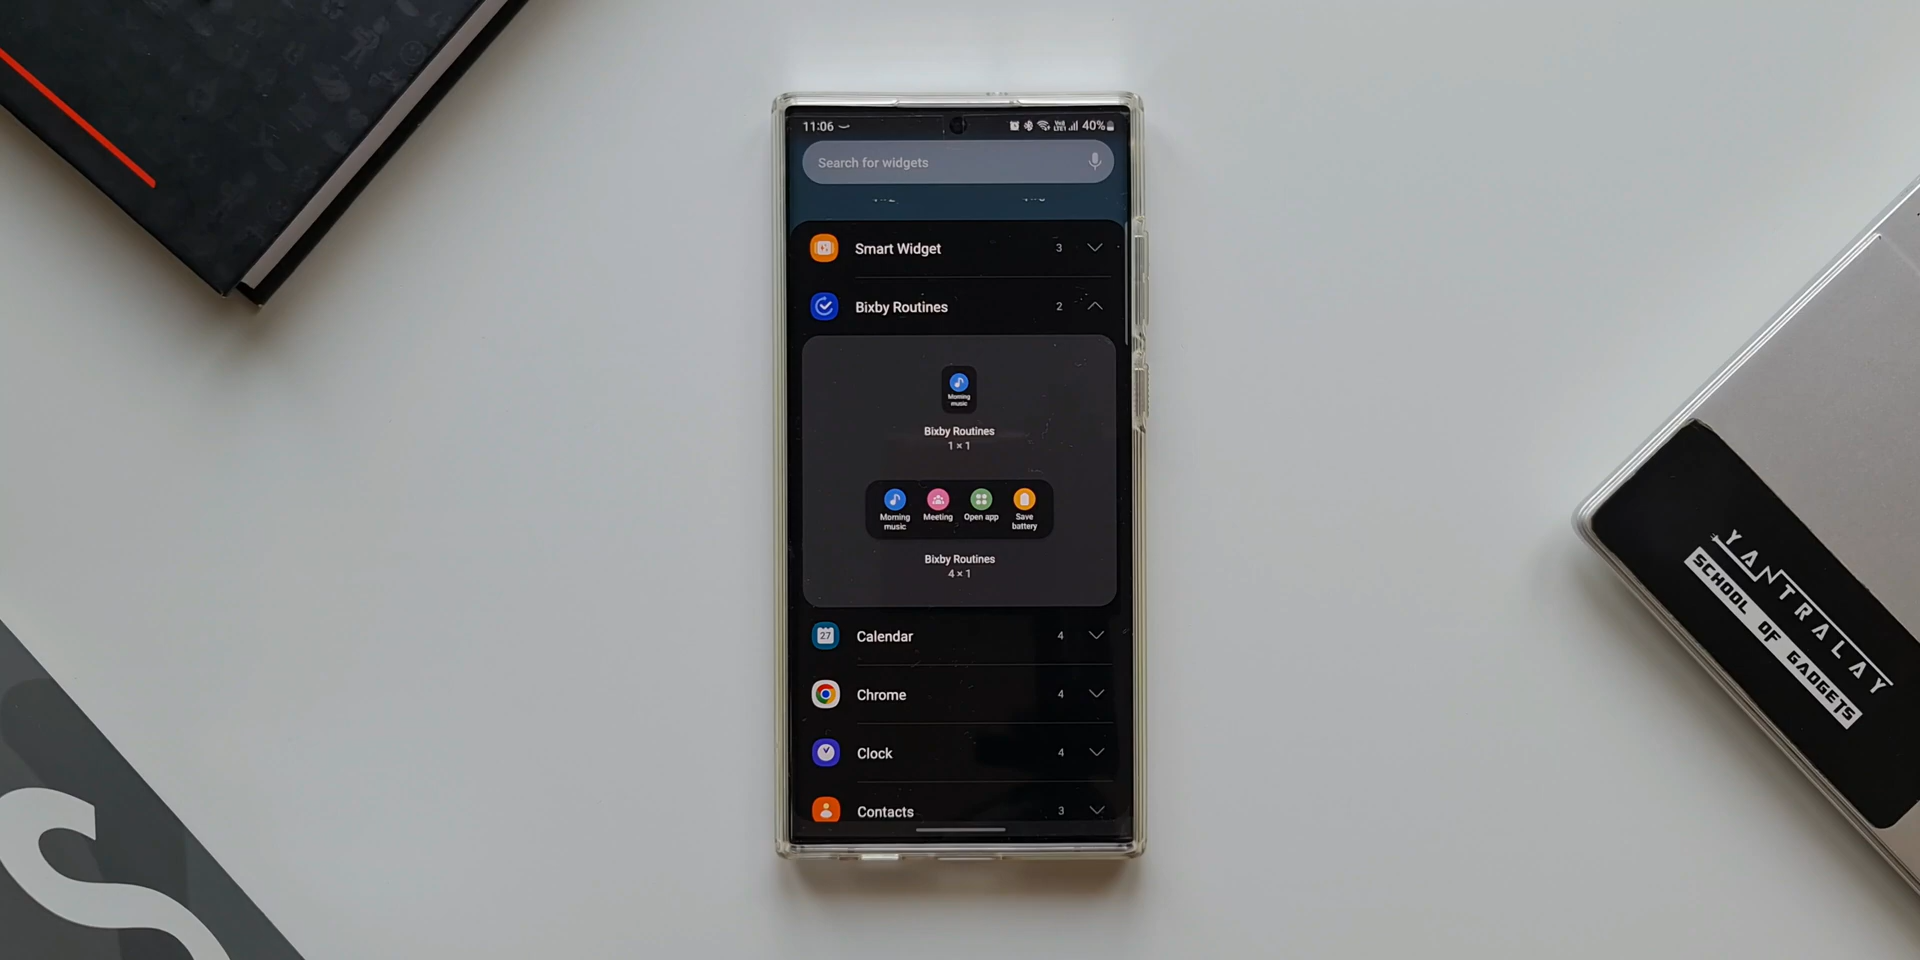 11:06
40%
Search for widgets
Smart Widget 3
Bixby Routines 2
Morning
music
Bixby Routines
1 × 1
Morning
music
Meeting
Open app
Save
battery
Bixby Routines
4 × 1
27
Calendar 4
Chrome 4
Clock 4
Contacts 3
YANTRALAY
SCHOOL OF GADGETS
S